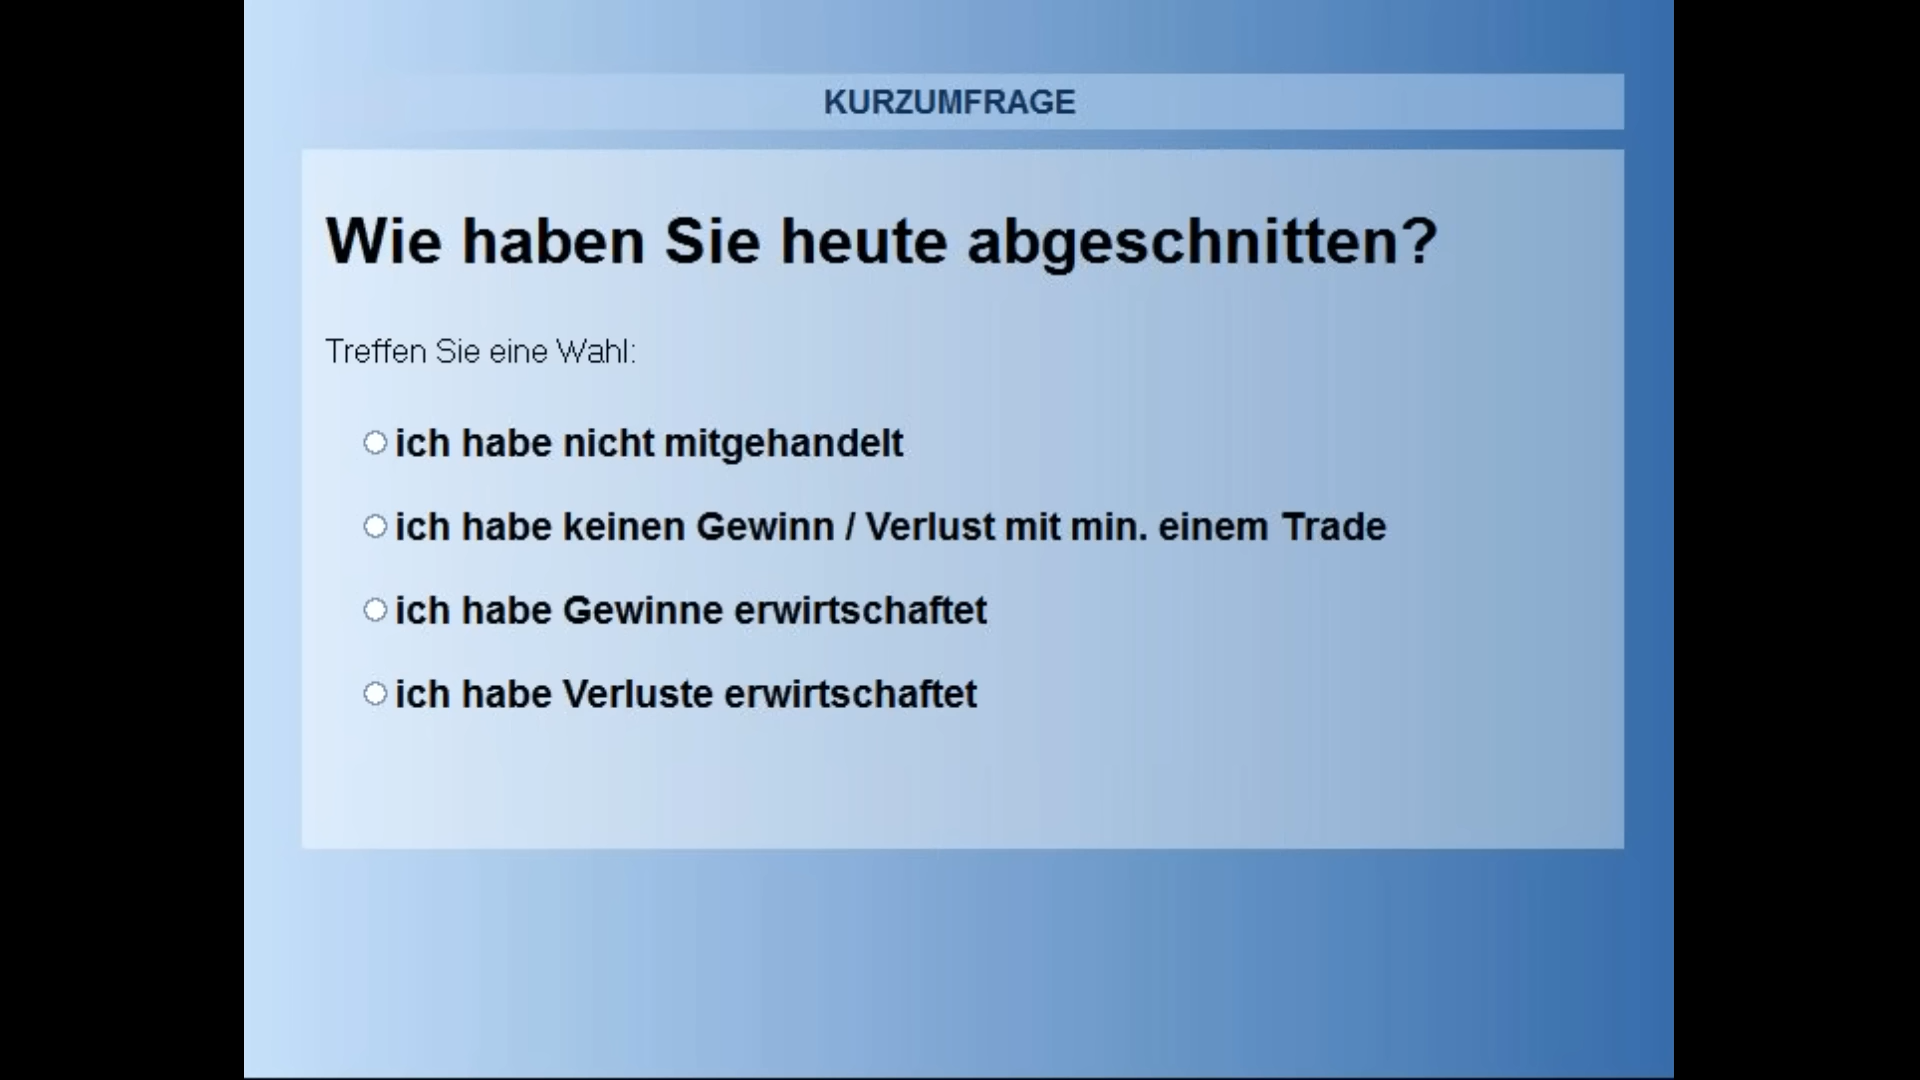 KURZUMFRAGE
Wie haben Sie heute abgeschnitten?
Treffen Sie eine Wahl:
ich habe nicht mitgehandelt
ich habe keinen Gewinn / Verlust mit min. einem Trade
ich habe Gewinne erwirtschaftet
ich habe Verluste erwirtschaftet